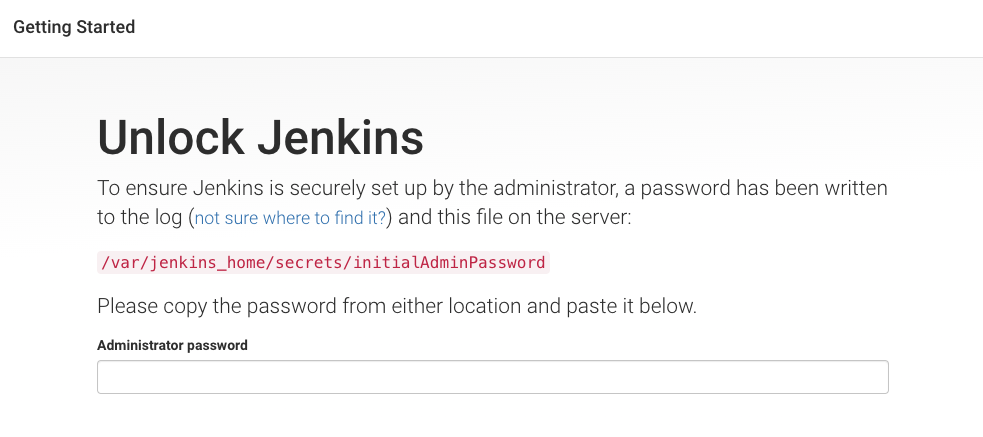 Getting Started
Unlock Jenkins
To ensure Jenkins is securely set up by the administrator, a password has been written
to the log (not sure where to find it?) and this file on the server:
/var/jenkins_home/secrets/initialAdminPassword
Please copy the password from either location and paste it below.
Administrator password